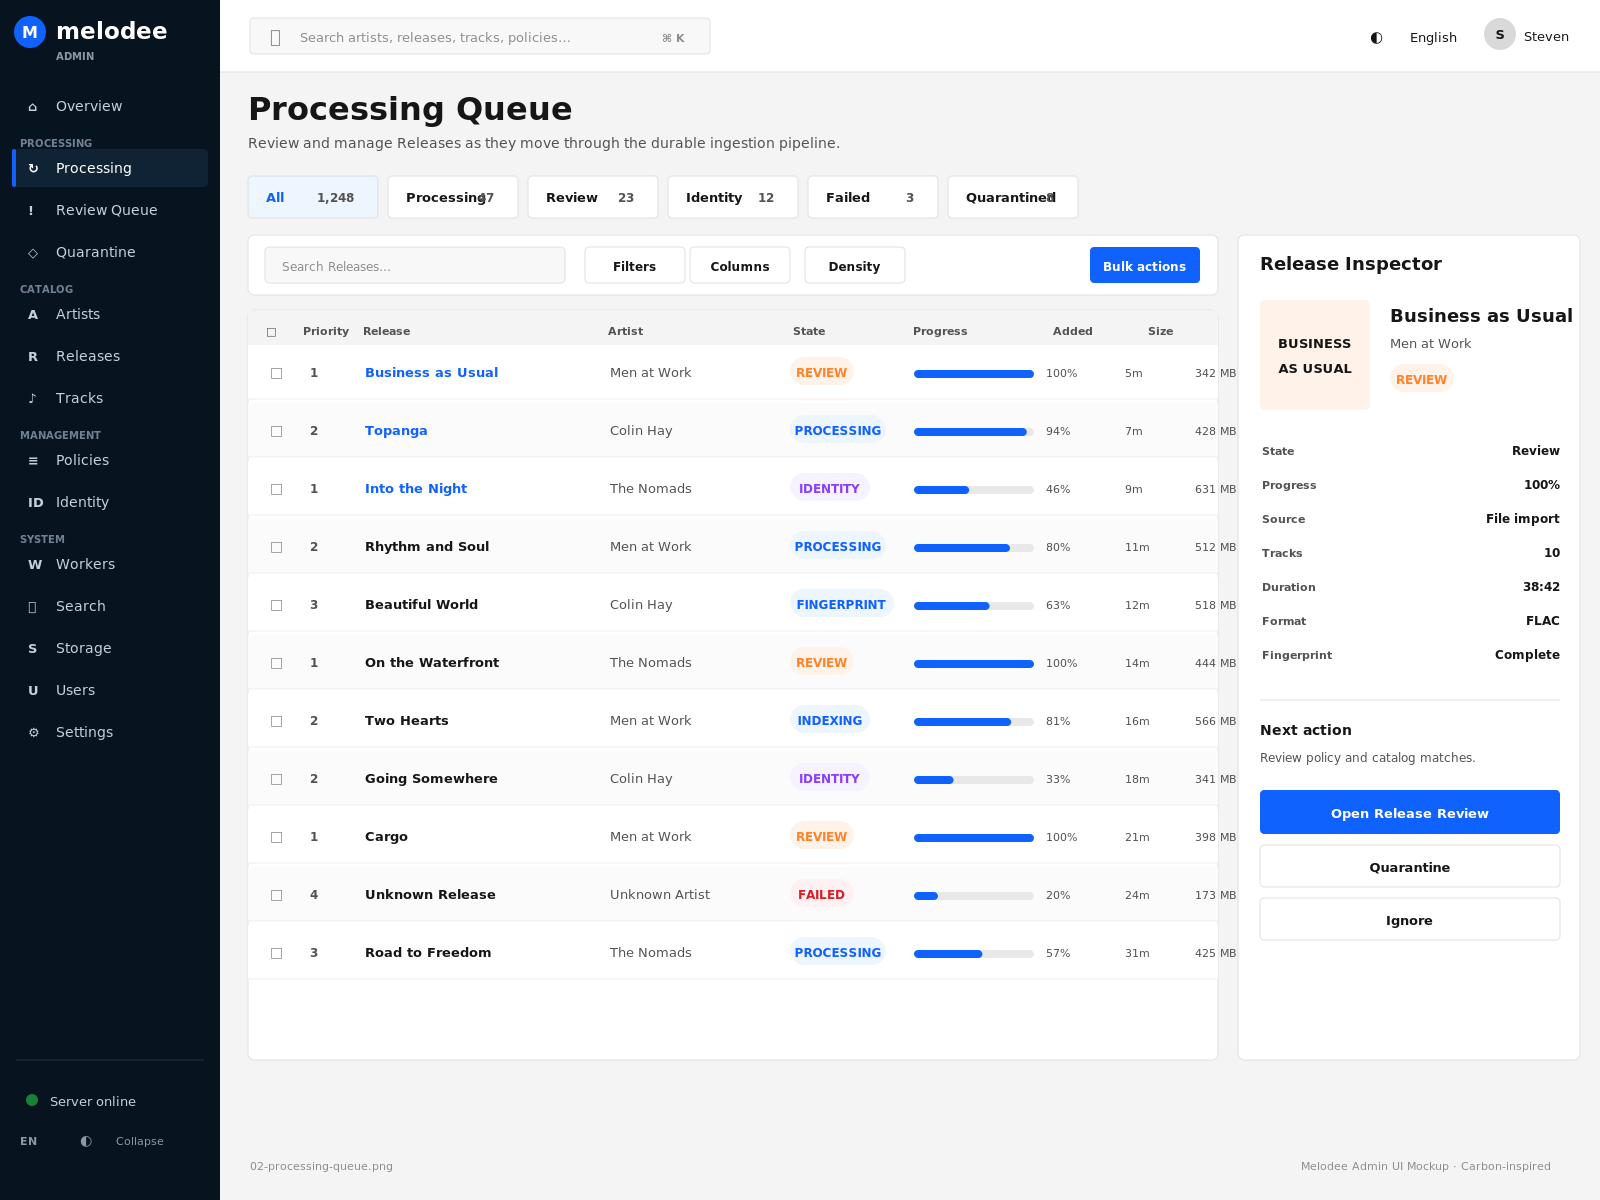 M melodee
ADMIN
⌂ Overview
PROCESSING
↻ Processing
! Review Queue
◇ Quarantine
CATALOG
A Artists
R Releases
♪ Tracks
MANAGEMENT
≡ Policies
ID Identity
SYSTEM
W Workers
Search
S Storage
U Users
⚙ Settings
Server online
EN ◐ Collapse
Search artists, releases, tracks, policies... ⌘ K
◐ English S Steven
Processing Queue
Review and manage Releases as they move through the durable ingestion pipeline.
All 1,248 Processing 47 Review 23 Identity 12 Failed 3 Quarantined
Search Releases... Filters Columns Density Bulk actions
Priority Release Artist State Progress Added Size
1 Business as Usual Men at Work REVIEW 100% 5m 342 MB
2 Topanga Colin Hay PROCESSING 94% 7m 428 MB
1 Into the Night The Nomads IDENTITY 46% 9m 631 MB
2 Rhythm and Soul Men at Work PROCESSING 80% 11m 512 MB
3 Beautiful World Colin Hay FINGERPRINT 63% 12m 518 MB
1 On the Waterfront The Nomads REVIEW 100% 14m 444 MB
2 Two Hearts Men at Work INDEXING 81% 16m 566 MB
2 Going Somewhere Colin Hay IDENTITY 33% 18m 341 MB
1 Cargo Men at Work REVIEW 100% 21m 398 MB
4 Unknown Release Unknown Artist FAILED 20% 24m 173 MB
3 Road to Freedom The Nomads PROCESSING 57% 31m 425 MB
Release Inspector
BUSINESS
AS USUAL
Business as Usual
Men at Work
REVIEW
State Review
Progress 100%
Source File import
Tracks 10
Duration 38:42
Format FLAC
Fingerprint Complete
Next action
Review policy and catalog matches.
Open Release Review
Quarantine
Ignore
02-processing-queue.png
Melodee Admin UI Mockup · Carbon-inspired